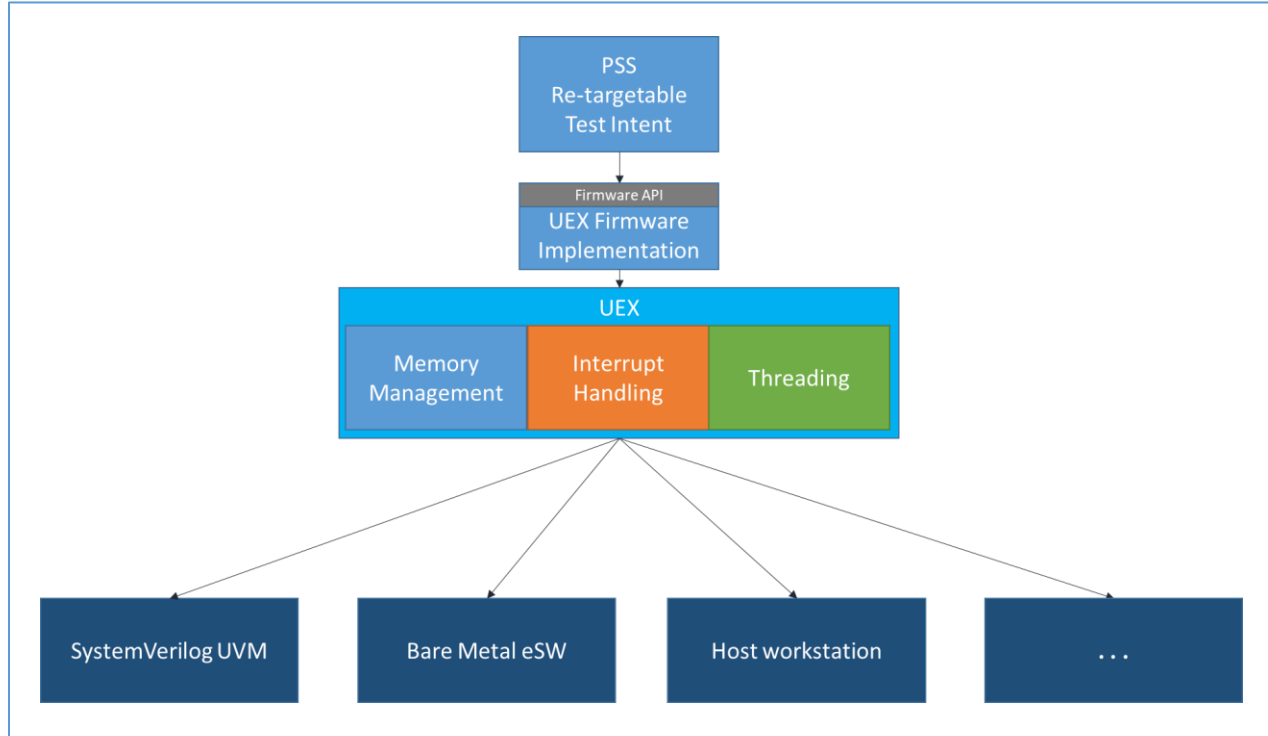 PSS
Re-targetable
Test Intent
Firmware API
UEX Firmware
Implementation
UEX
Memory
Management
Interrupt
Handling
Threading
SystemVerilog UVM
Bare Metal eSW
Host workstation
...